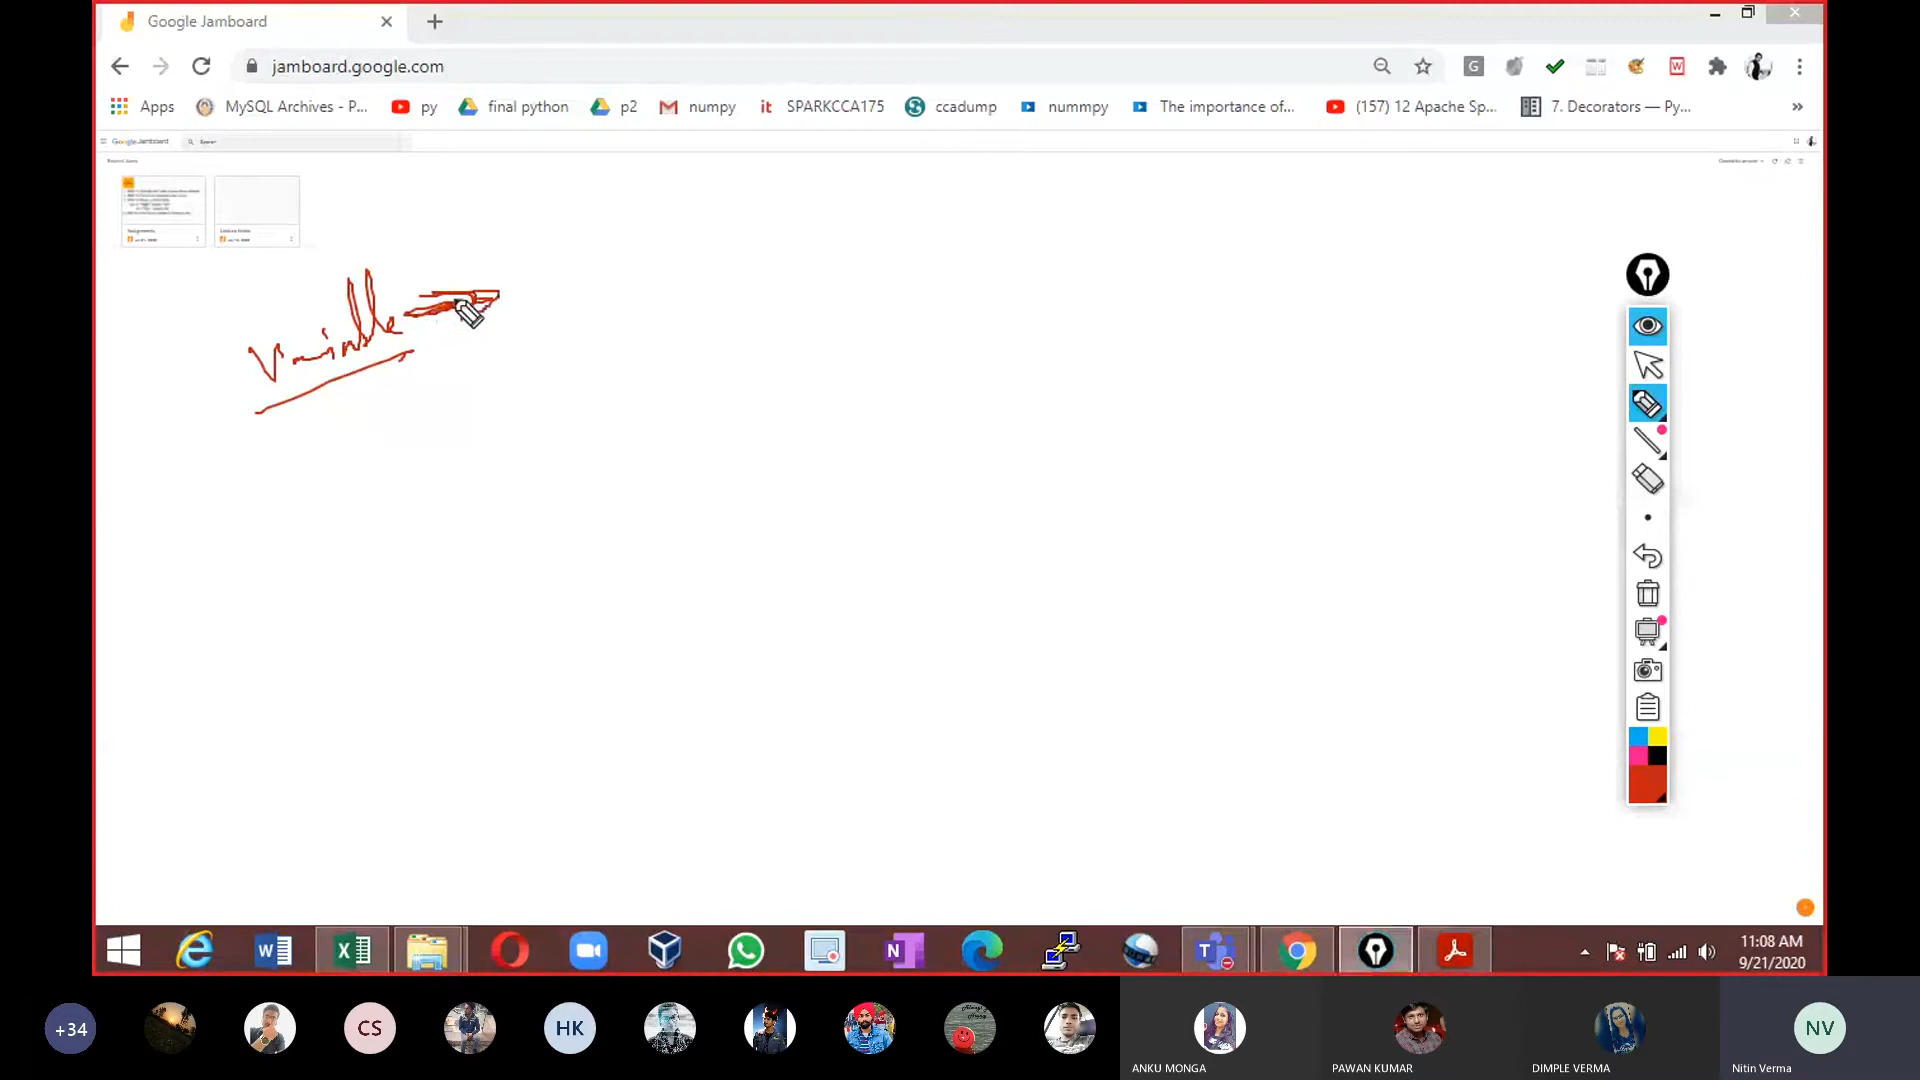 Google Jamboard
jamboard.google.com
Apps
MySQL Archives - P...
py
final python
p2
numpy
SPARKCCA175
ccadump
nummpy
The importance of...
(157) 12 Apache Sp...
7. Decorators — Py...
»
Google Jamboard
Variable
11:08 AM
9/21/2020
+34
CS
HK
NV
ANKU MONGA
PAWAN KUMAR
DIMPLE VERMA
Nitin Verma